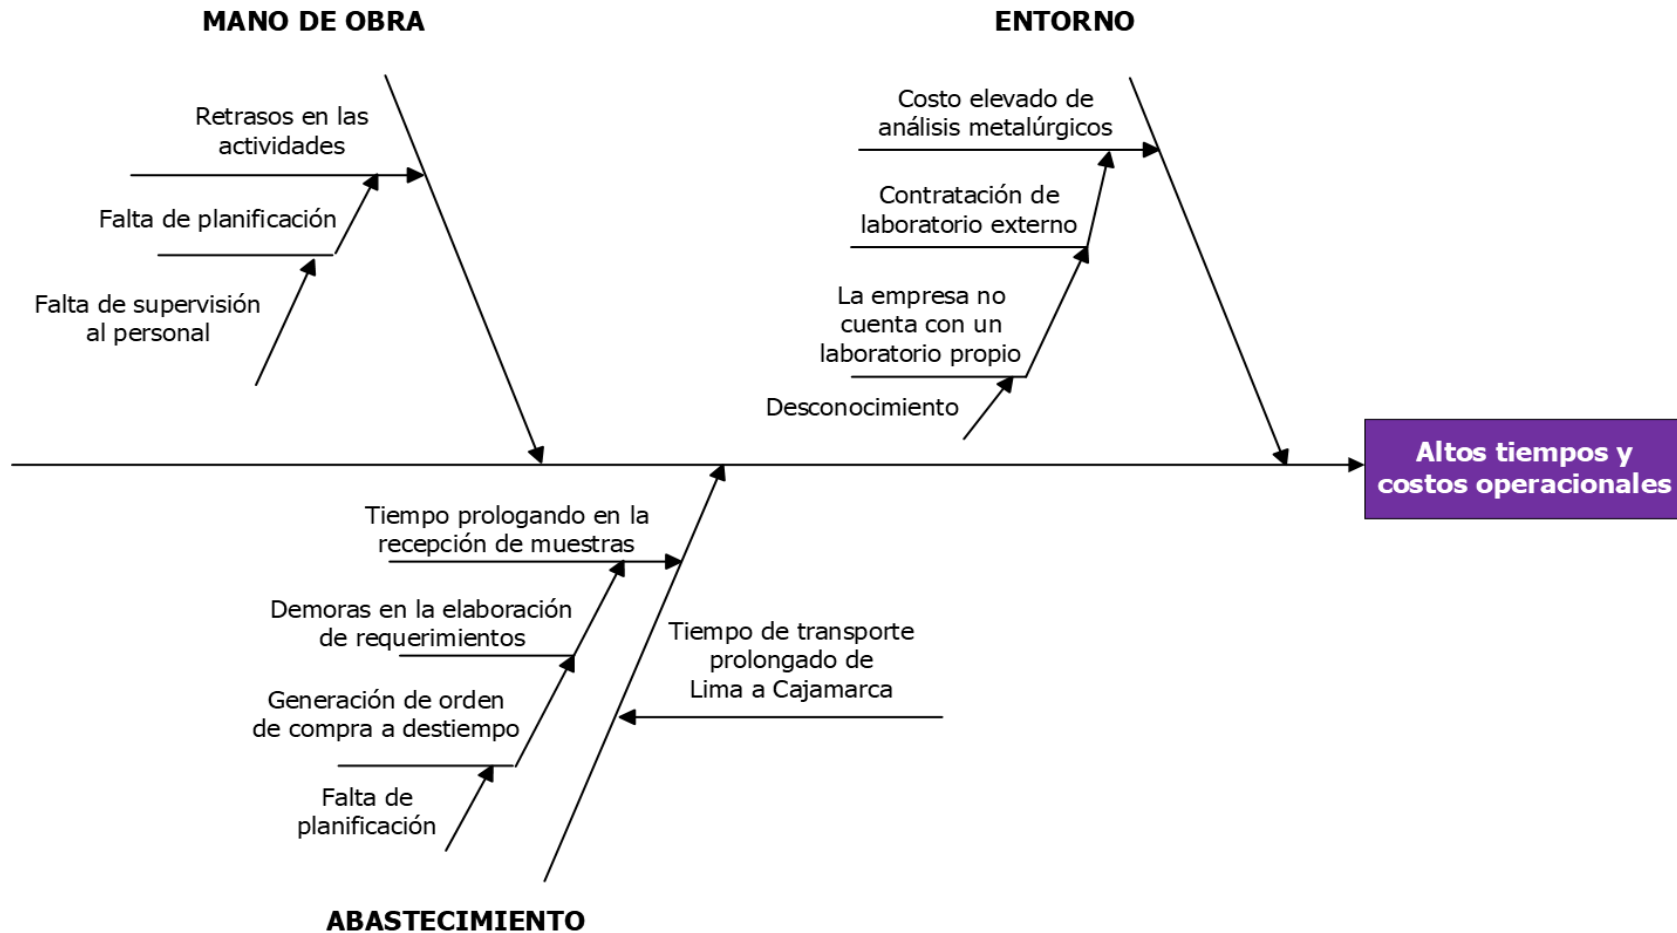 MANO DE OBRA
ENTORNO
Retrasos en las
actividades
Falta de planificación
Falta de supervisión
al personal
Costo elevado de
análisis metalúrgicos
Contratación de
laboratorio externo
La empresa no
cuenta con un
laboratorio propio
Desconocimiento
Altos tiempos y
costos operacionales
Tiempo prologando en la
recepción de muestras
Demoras en la elaboración
de requerimientos
Generación de orden
de compra a destiempo
Falta de
planificación
Tiempo de transporte
prolongado de
Lima a Cajamarca
ABASTECIMIENTO